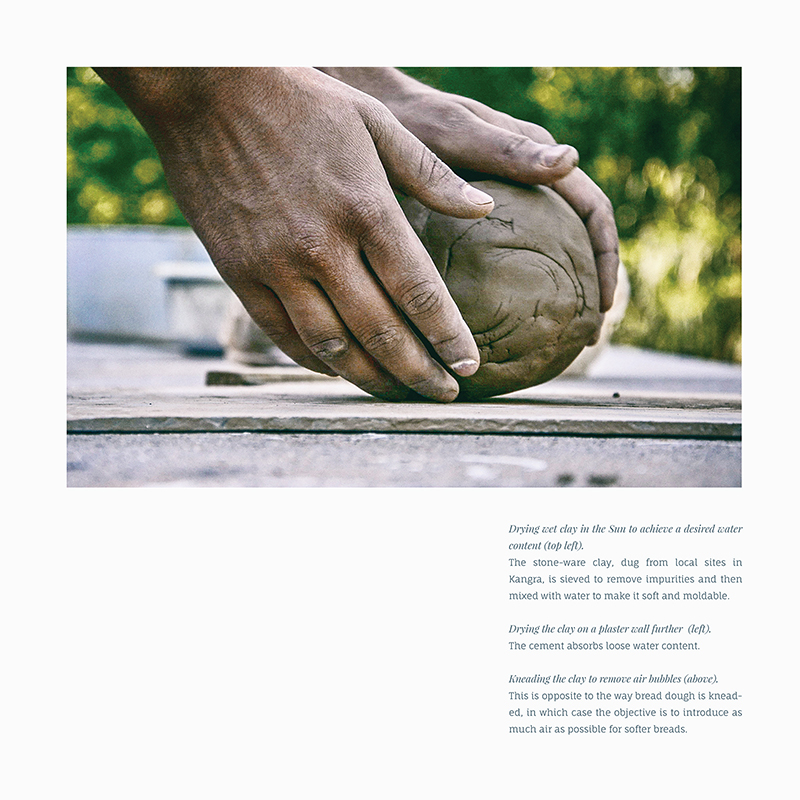 Drying wet clay in the Sun to achieve a desired water
content (top left).
The stone-ware clay, dug from local sites in
Kangra, is sieved to remove impurities and then
mixed with water to make it soft and moldable.
Drying the clay on a plaster wall further (left).
The cement absorbs loose water content.
Kneading the clay to remove air bubbles (above).
This is opposite to the way bread dough is knead-
ed, in which case the objective is to introduce as
much air as possible for softer breads.